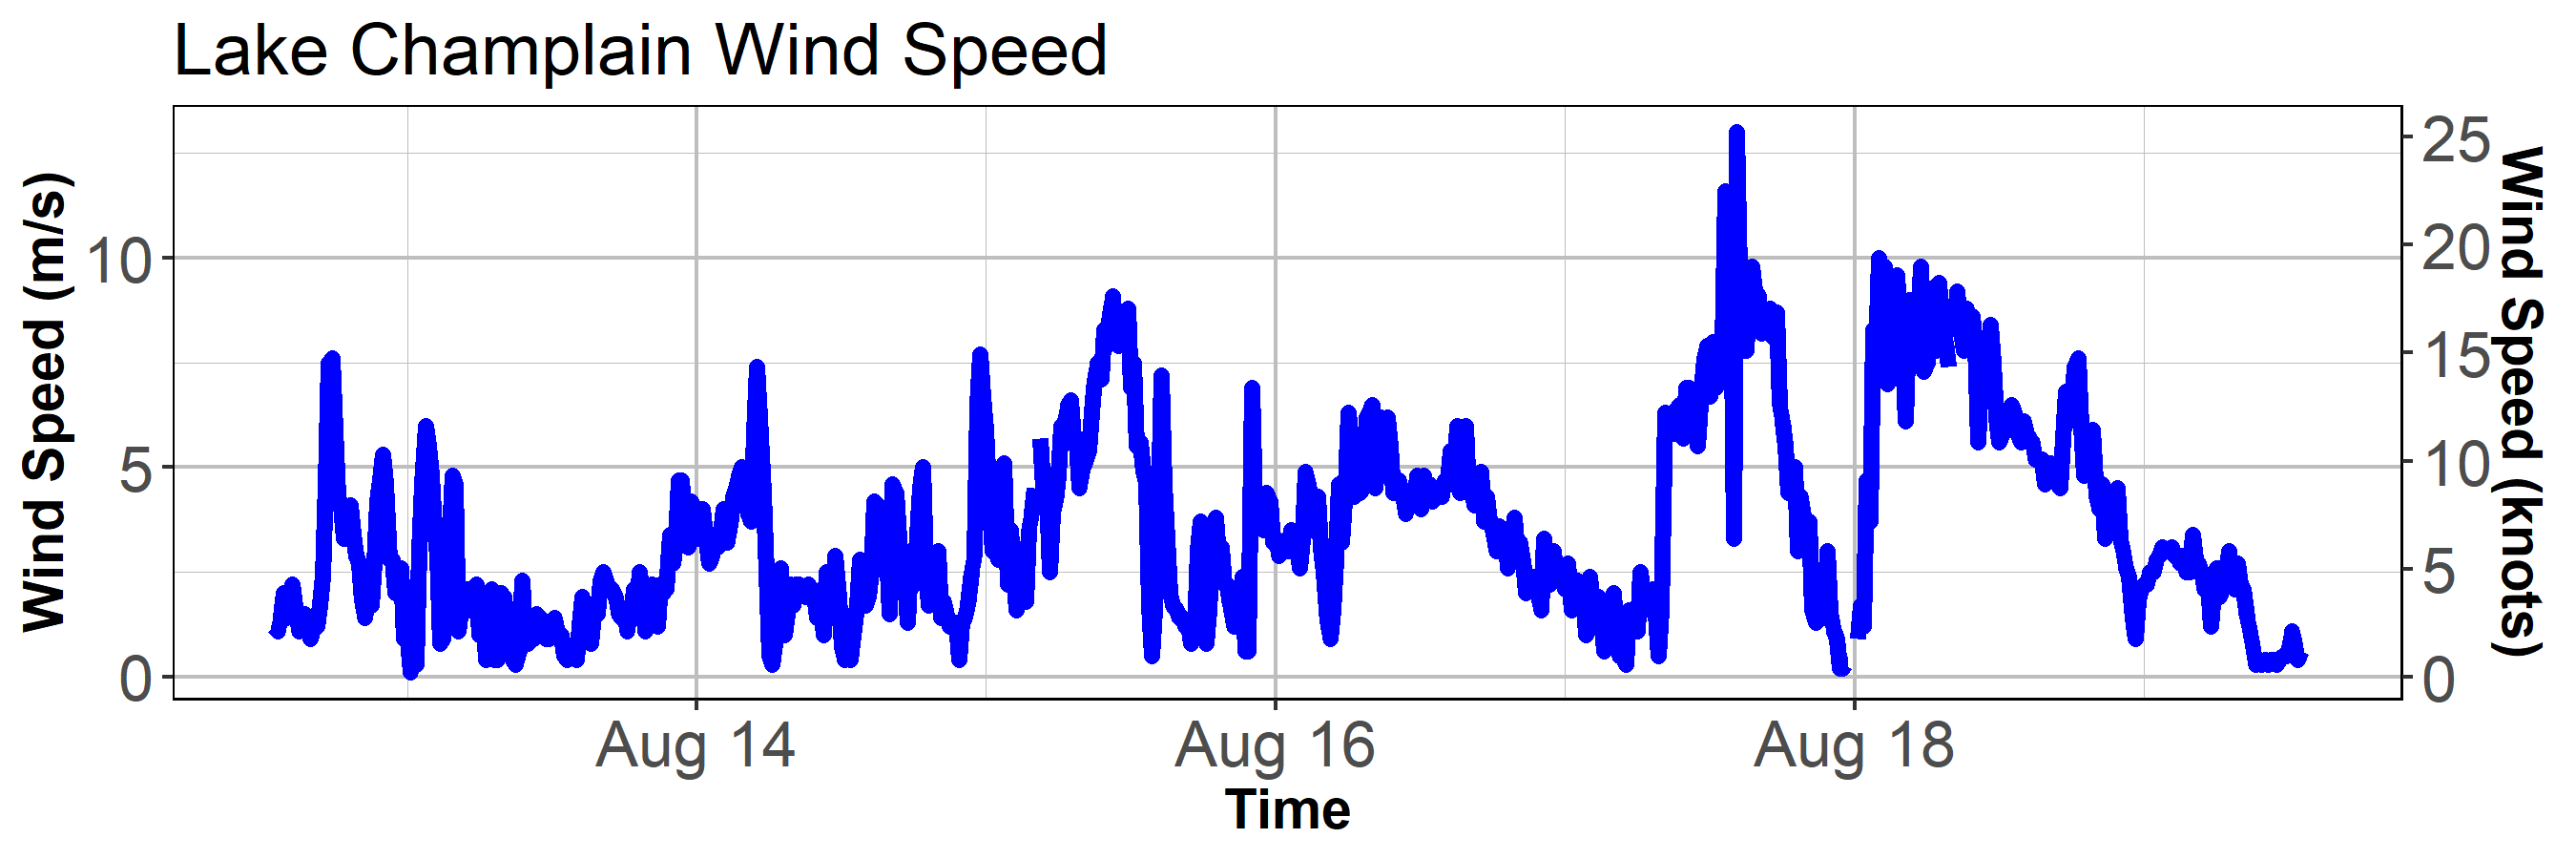 Lake Champlain Wind Speed
Wind Speed (m/s)
10
5
0
25
20
15
10
5
0
Wind Speed (knots)
Aug 14
Aug 16
Aug 18
Time